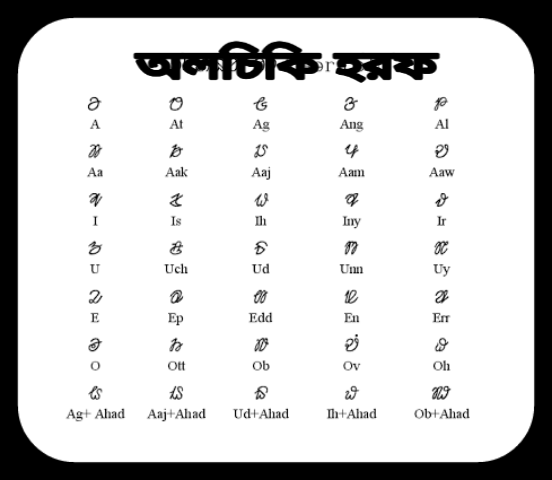 অলচিকি হরফ
ᱚ ᱛ ᱜ ᱝ ᱞ
A At Ag Ang Al
ᱟ ᱠ ᱡ ᱢ ᱣ
Aa Aak Aaj Aam Aaw
ᱤ ᱥ ᱦ ᱧ ᱨ
I Is Ih Iny Ir
ᱩ ᱪ ᱫ ᱬ ᱭ
U Uch Ud Unn Uy
ᱮ ᱯ ᱰ ᱱ ᱲ
E Ep Edd En Err
ᱳ ᱴ ᱵ ᱶ ᱷ
O Ott Ob Ov Oh
ᱜᱽ ᱡᱽ ᱫᱽ ᱦᱽ ᱵᱽ
Ag+ Ahad Aaj+Ahad Ud+Ahad Ih+Ahad Ob+Ahad